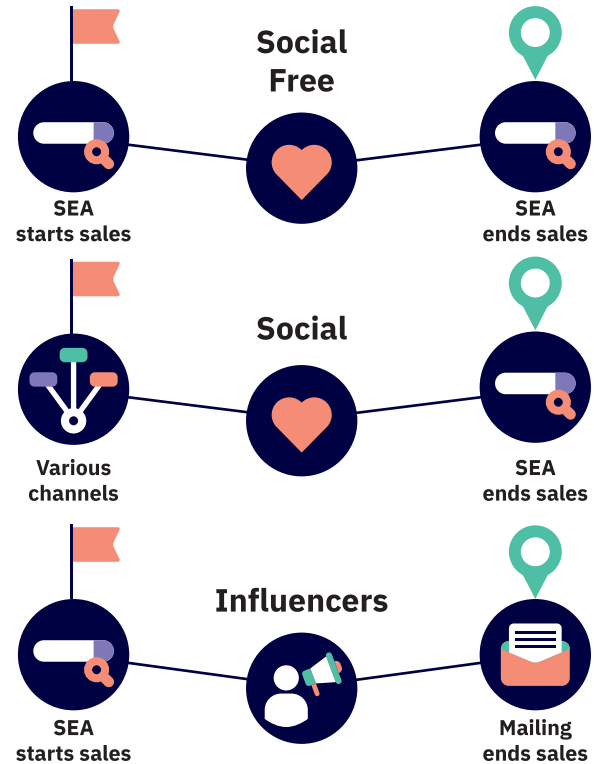 Social
Free
SEA
starts sales
SEA
ends sales
Social
Various
channels
SEA
ends sales
Influencers
SEA
starts sales
Mailing
ends sales